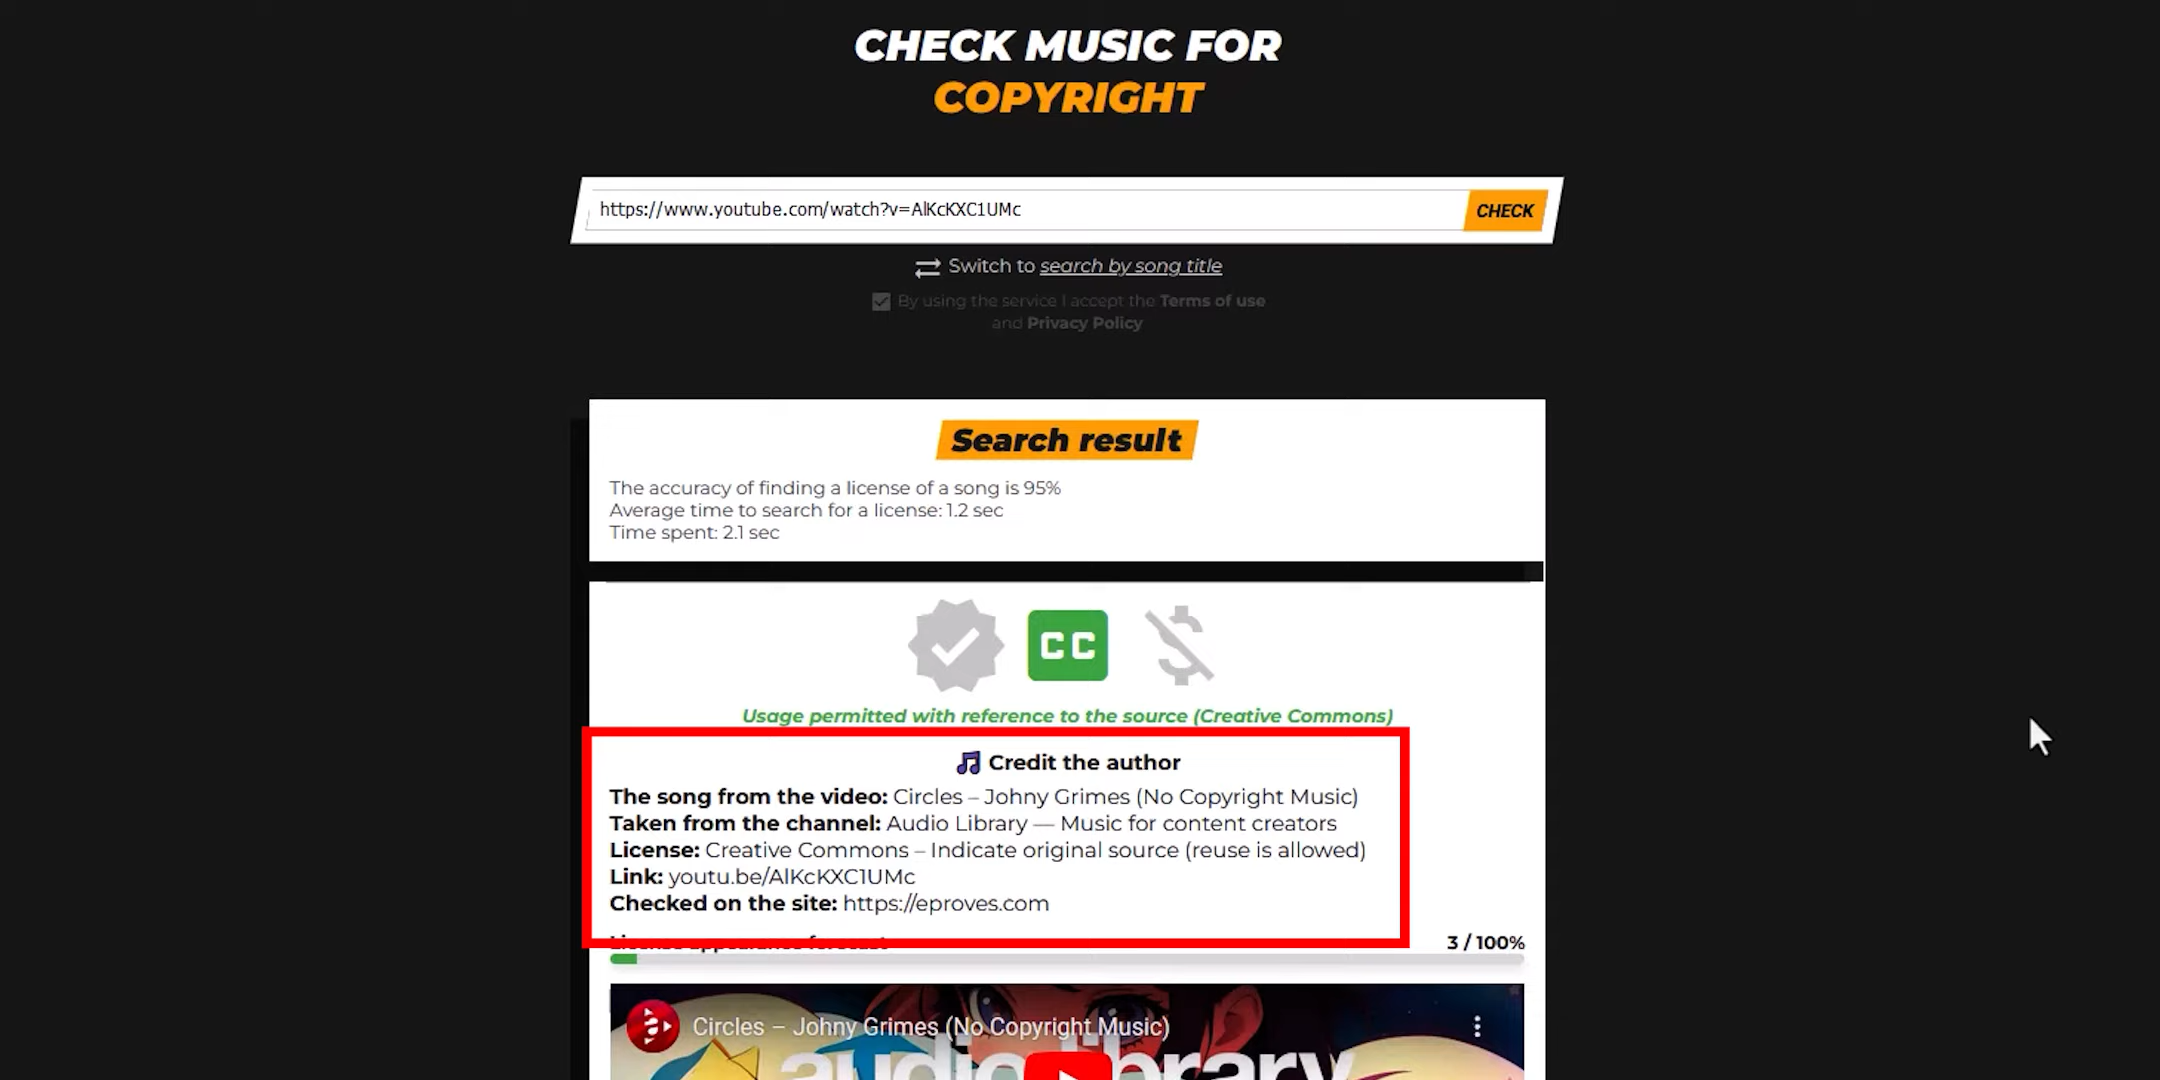 CHECK MUSIC FOR
COPYRIGHT
https://www.youtube.com/watch?v=AlKcKXC1UMc
CHECK
Switch to search by song title
By using the service I accept the Terms of use
and Privacy Policy
Search result
The accuracy of finding a license of a song is 95%
Average time to search for a license: 1.2 sec
Time spent: 2.1 sec
CC
Usage permitted with reference to the source (Creative Commons)
Credit the author
The song from the video: Circles – Johny Grimes (No Copyright Music)
Taken from the channel: Audio Library — Music for content creators
License: Creative Commons – Indicate original source (reuse is allowed)
Link: youtu.be/AlKcKXC1UMc
Checked on the site: https://eproves.com
License appearance forecast
3 / 100%
Circles – Johny Grimes (No Copyright Music)
audio library